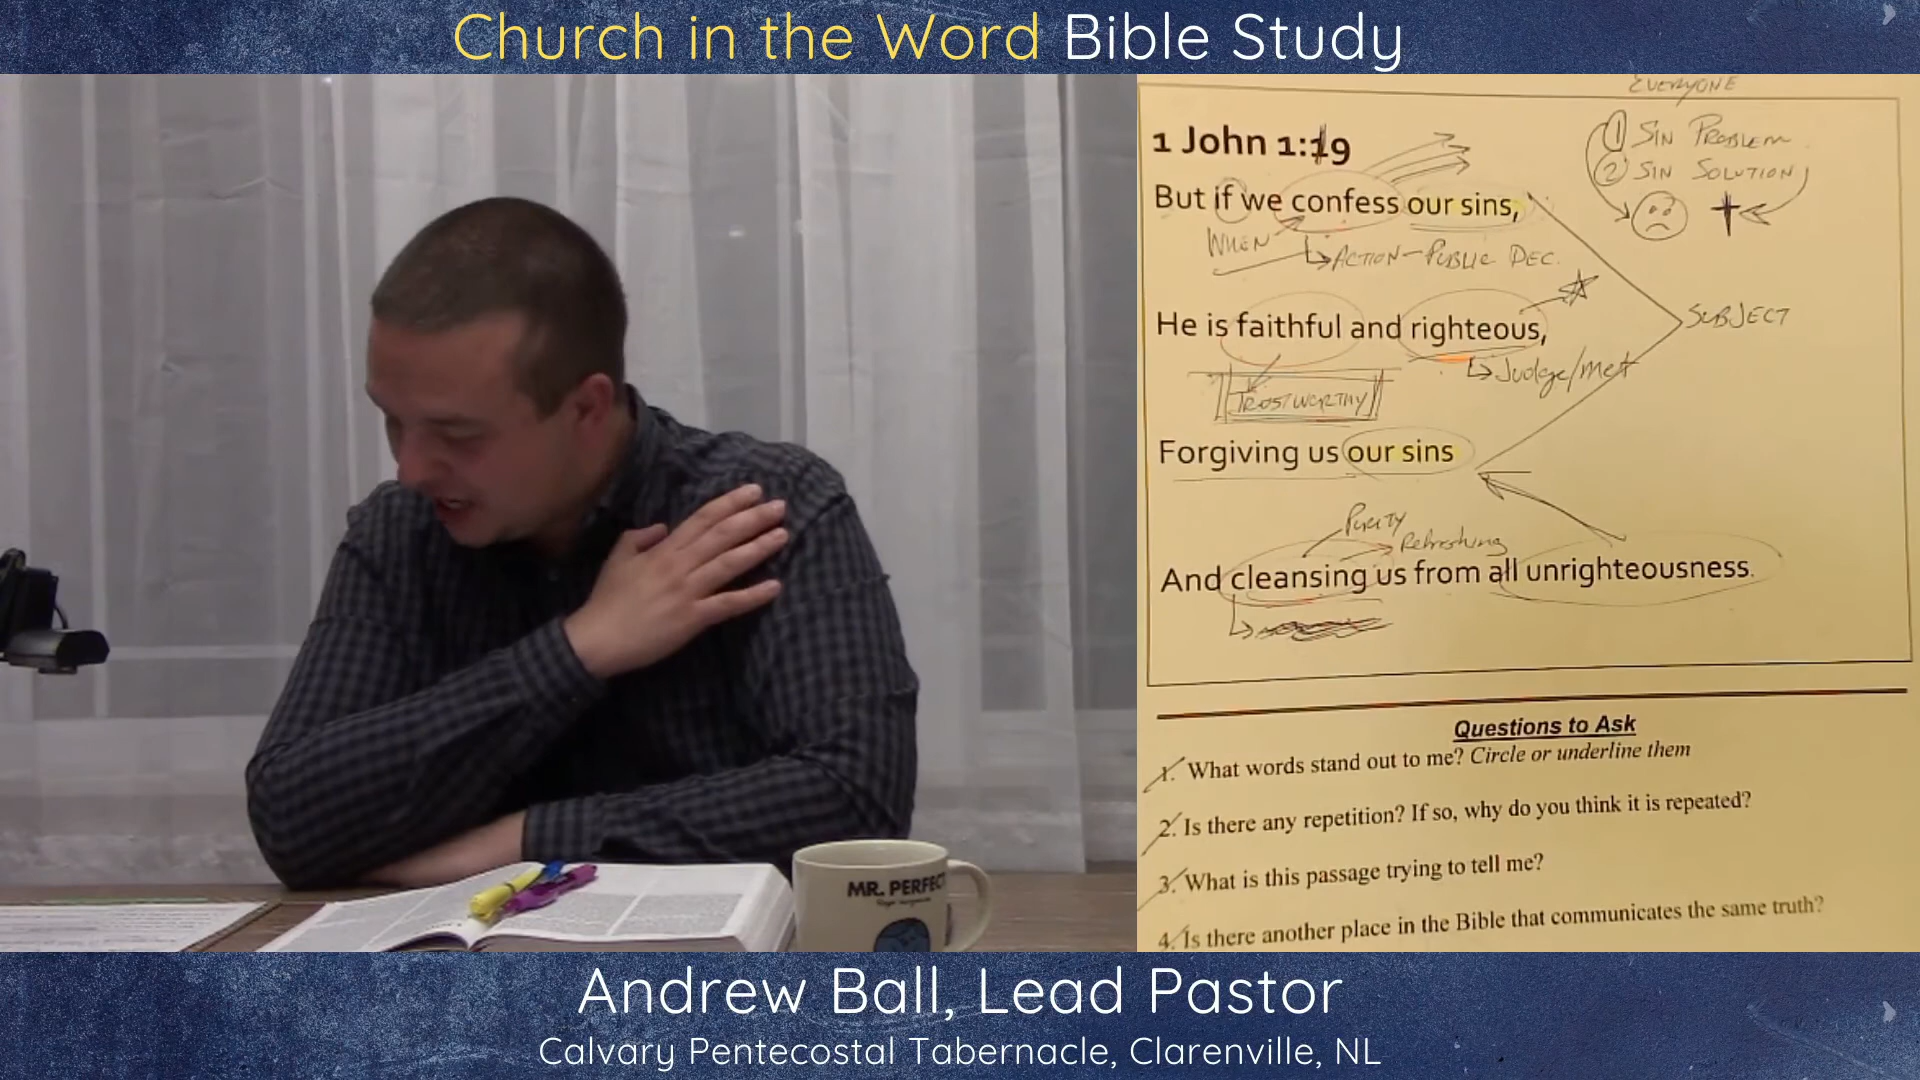 Church in the Word Bible Study
EVERYONE
1 John 1:19
① SIN PROBLEM
② SIN SOLUTION
But if we confess our sins,
WHEN
ACTION - PUBLIC DEC.
He is faithful and righteous,
SUBJECT
Judge/
TRUSTWORTHY
Forgiving us our sins
PURITY
Refreshing
And cleansing us from all unrighteousness.
Questions to Ask
1. What words stand out to me? Circle or underline them
2. Is there any repetition? If so, why do you think it is repeated?
3. What is this passage trying to tell me?
4. Is there another place in the Bible that communicates the same truth?
MR. PERFECT
Andrew Ball, Lead Pastor
Calvary Pentecostal Tabernacle, Clarenville, NL